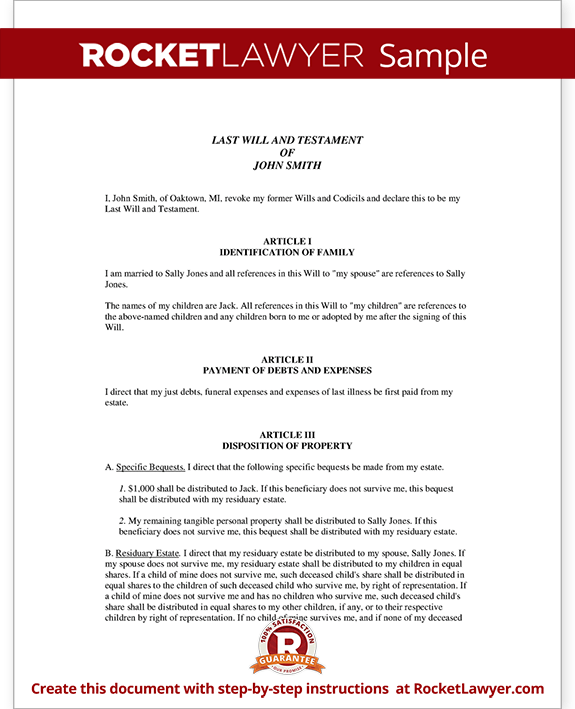 ROCKETLAWYER Sample
LAST WILL AND TESTAMENT
OF
JOHN SMITH
I, John Smith, of Oaktown, MI, revoke my former Wills and Codicils and declare this to be my
Last Will and Testament.
ARTICLE I
IDENTIFICATION OF FAMILY
I am married to Sally Jones and all references in this Will to "my spouse" are references to Sally
Jones.
The names of my children are Jack. All references in this Will to "my children" are references to
the above-named children and any children born to me or adopted by me after the signing of this
Will.
ARTICLE II
PAYMENT OF DEBTS AND EXPENSES
I direct that my just debts, funeral expenses and expenses of last illness be first paid from my
estate.
ARTICLE III
DISPOSITION OF PROPERTY
A. Specific Bequests. I direct that the following specific bequests be made from my estate.
1. $1,000 shall be distributed to Jack. If this beneficiary does not survive me, this bequest
shall be distributed with my residuary estate.
2. My remaining tangible personal property shall be distributed to Sally Jones. If this
beneficiary does not survive me, this bequest shall be distributed with my residuary estate.
B. Residuary Estate. I direct that my residuary estate be distributed to my spouse, Sally Jones. If
my spouse does not survive me, my residuary estate shall be distributed to my children in equal
shares. If a child of mine does not survive me, such deceased child's share shall be distributed in
equal shares to the children of such deceased child who survive me, by right of representation. If
a child of mine does not survive me and has no children who survive me, such deceased child's
share shall be distributed in equal shares to my other children, if any, or to their respective
children by right of representation. If no child of mine survives me, and if none of my deceased
100% SATISFACTION
R
GUARANTEE
OUR PROMISE
Create this document with step-by-step instructions at RocketLawyer.com